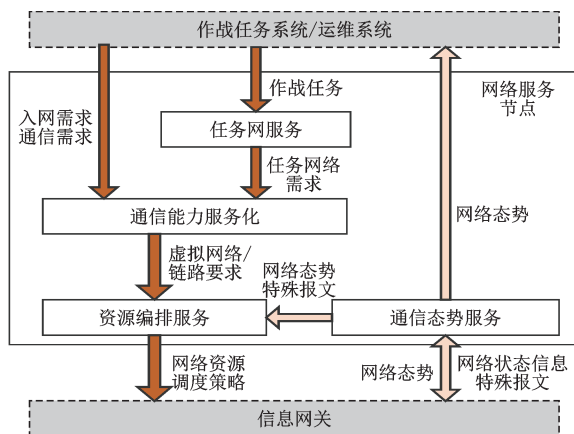 作战任务系统/运维系统
网络服务
节点
入网需求
通信需求
作战任务
任务网服务
任务网络
需求
通信能力服务化
网络态势
虚拟网络/
链路要求
网络态势
特殊报文
资源编排服务
通信态势服务
网络资源
调度策略
网络态势
网络状态信息
特殊报文
信息网关